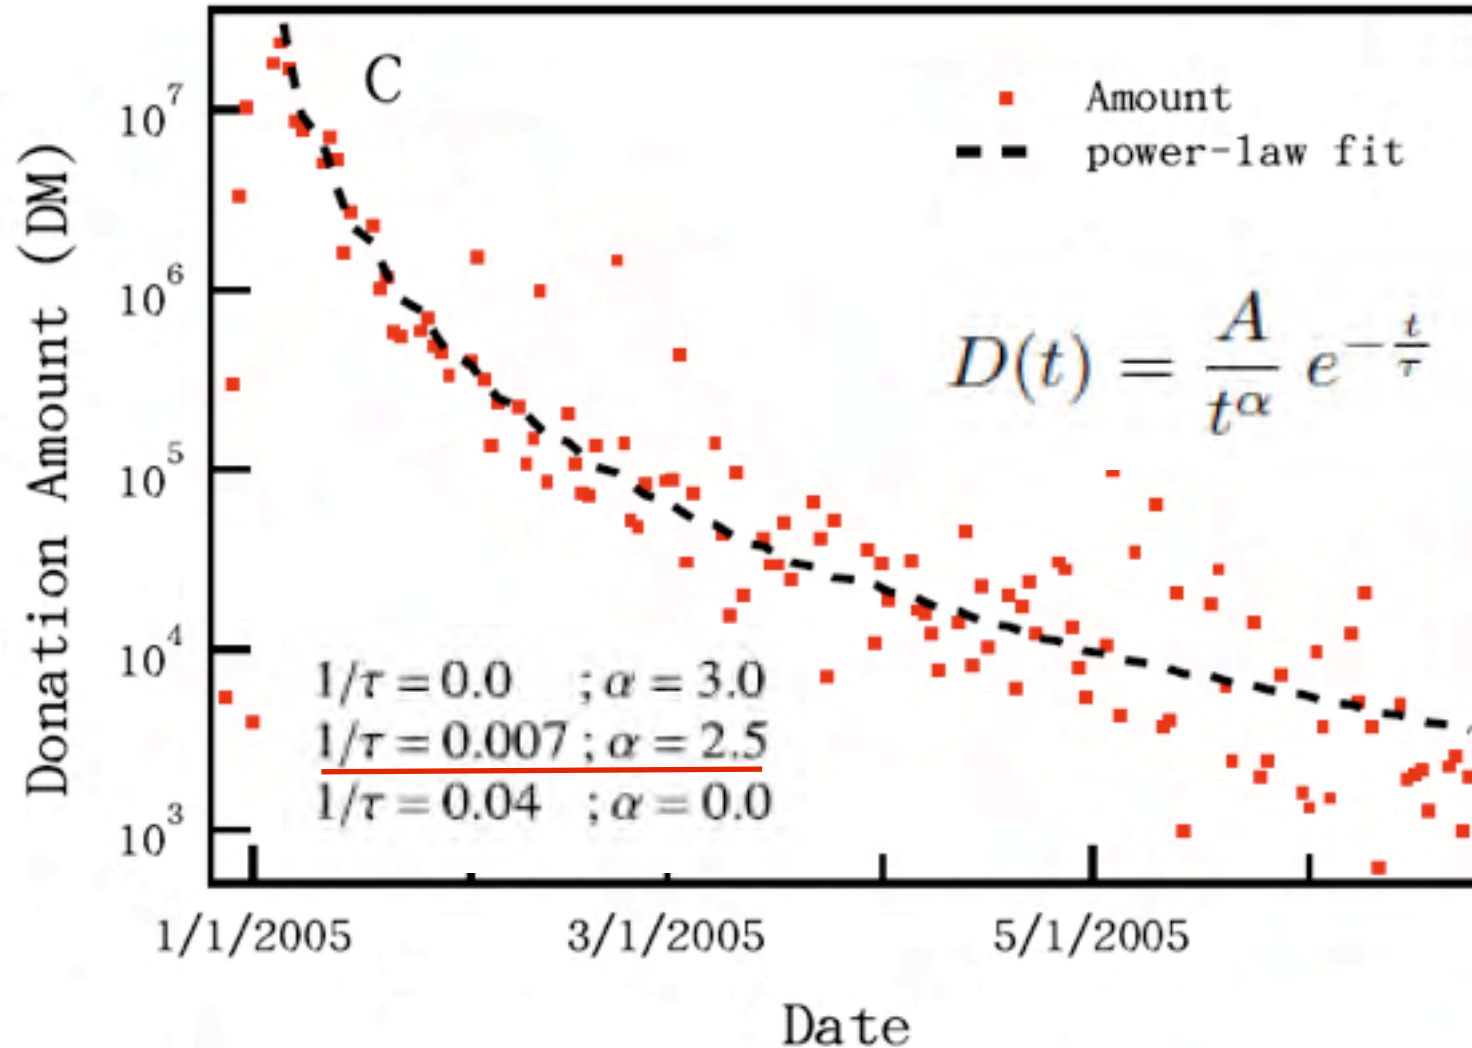 C
Amount
power-law fit
D(t) = A/t^α e^{-t/τ}
1/τ = 0.0 ; α = 3.0
1/τ = 0.007 ; α = 2.5
1/τ = 0.04 ; α = 0.0
Donation Amount (DM)
10^7
10^6
10^5
10^4
10^3
1/1/2005 3/1/2005 5/1/2005
Date